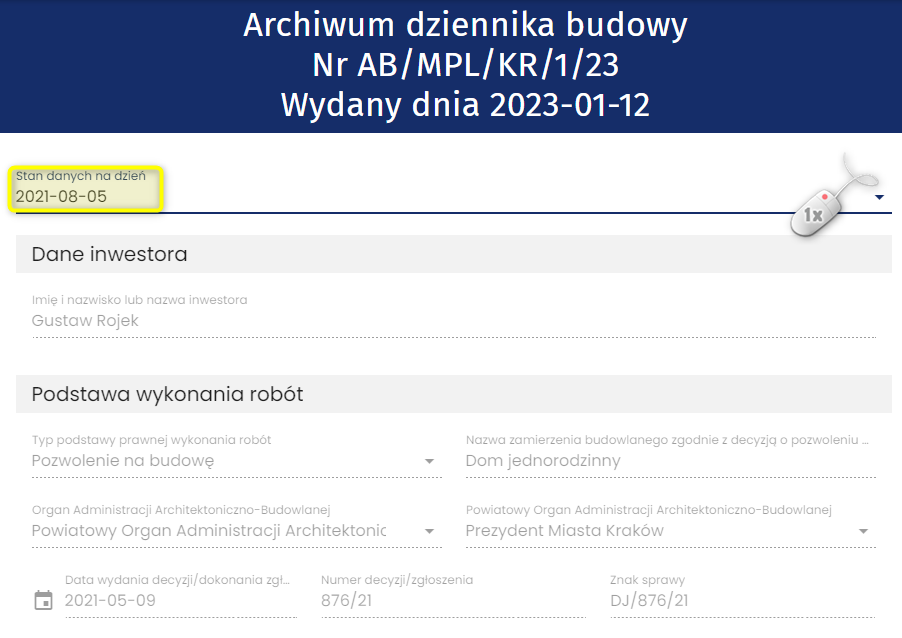 Archiwum dziennika budowy
Nr AB/MPL/KR/1/23
Wydany dnia 2023-01-12
Stan danych na dzień
2021-08-05
1x
Dane inwestora
Imię i nazwisko lub nazwa inwestora
Gustaw Rojek
Podstawa wykonania robót
Typ podstawy prawnej wykonania robót
Pozwolenie na budowę
Nazwa zamierzenia budowlanego zgodnie z decyzją o pozwoleniu ...
Dom jednorodzinny
Organ Administracji Architektoniczno-Budowlanej
Powiatowy Organ Administracji Architektonic
Powiatowy Organ Administracji Architektoniczno-Budowlanej
Prezydent Miasta Kraków
Data wydania decyzji/dokonania zgł...
2021-05-09
Numer decyzji/zgłoszenia
876/21
Znak sprawy
DJ/876/21